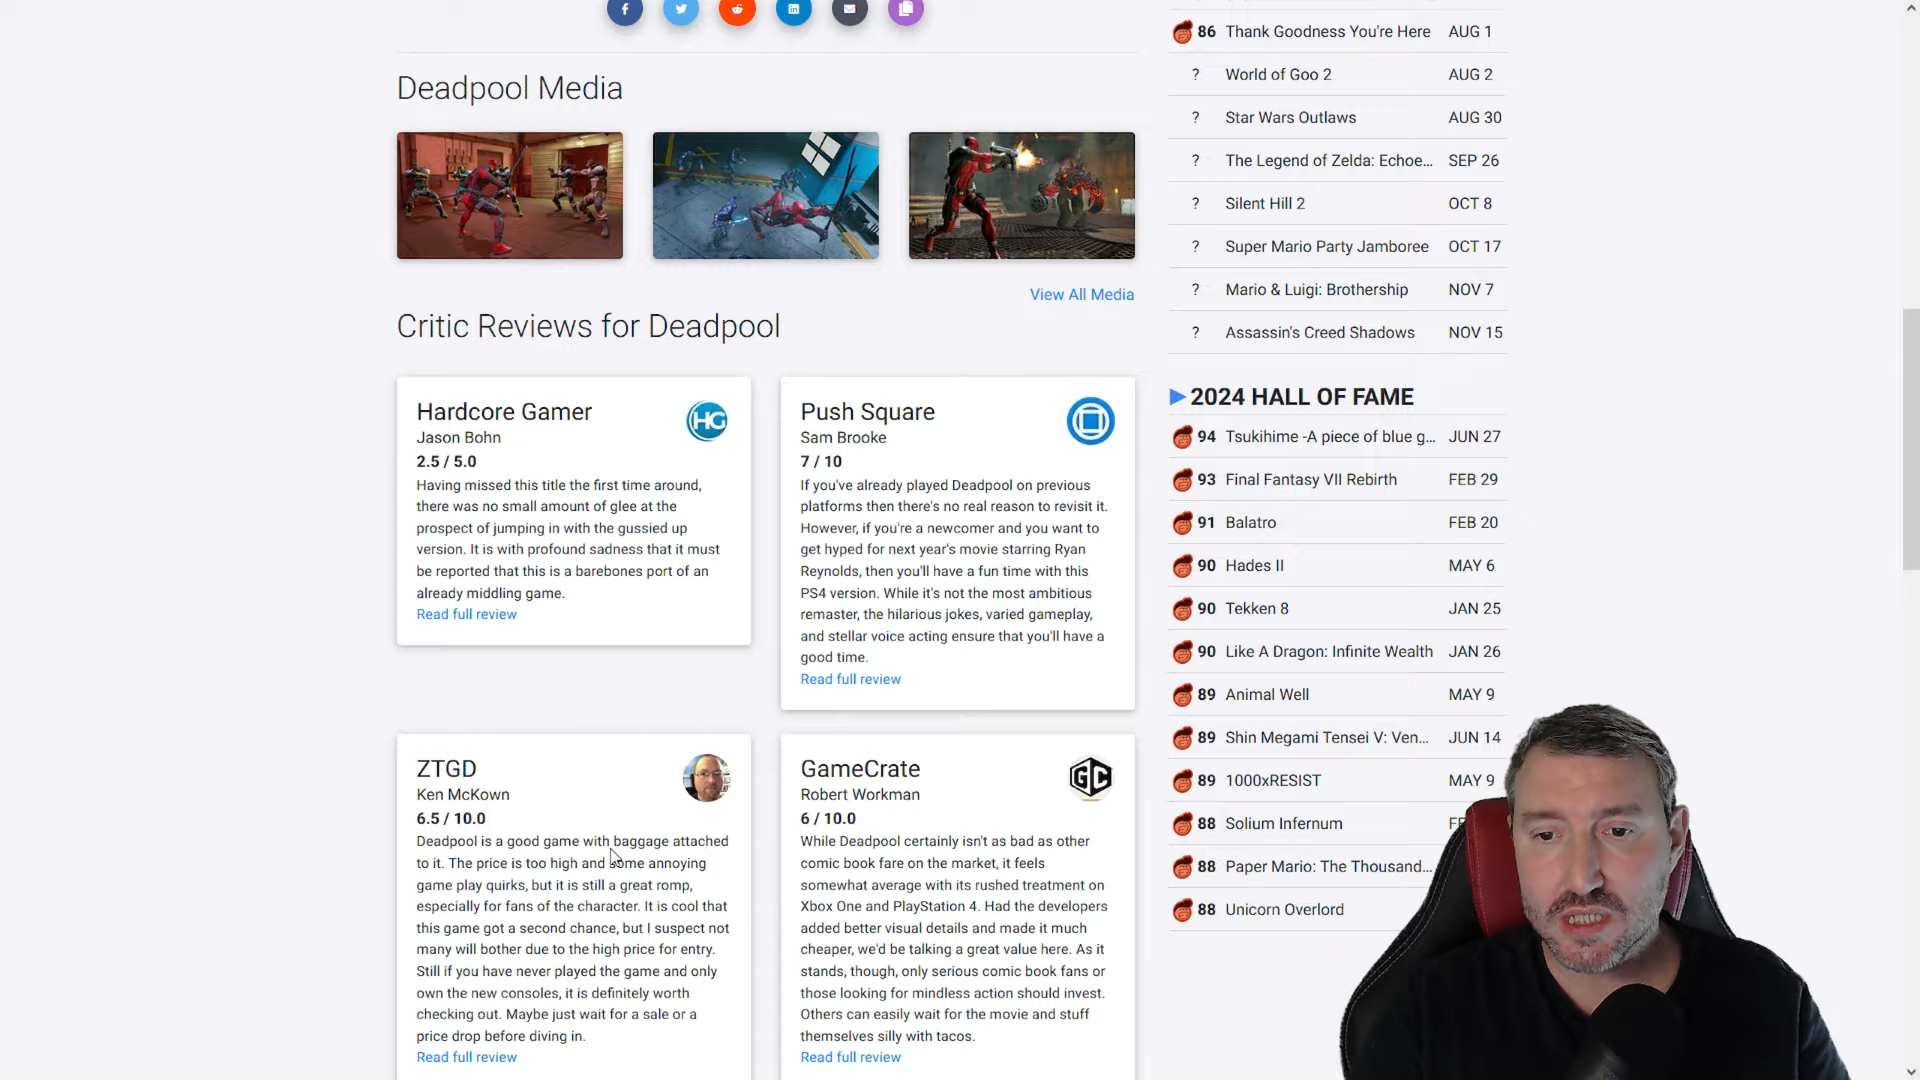 Deadpool Media
View All Media
Critic Reviews for Deadpool
Hardcore Gamer
Jason Bohn
2.5 / 5.0
Having missed this title the first time around,
there was no small amount of glee at the
prospect of jumping in with the gussied up
version. It is with profound sadness that it must
be reported that this is a barebones port of an
already middling game.
Read full review
HG
Push Square
Sam Brooke
7 / 10
If you've already played Deadpool on previous
platforms then there's no real reason to revisit it.
However, if you're a newcomer and you want to
get hyped for next year's movie starring Ryan
Reynolds, then you'll have a fun time with this
PS4 version. While it's not the most ambitious
remaster, the hilarious jokes, varied gameplay,
and stellar voice acting ensure that you'll have a
good time.
Read full review
ZTGD
Ken McKown
6.5 / 10.0
Deadpool is a good game with baggage attached
to it. The price is too high and some annoying
game play quirks, but it is still a great romp,
especially for fans of the character. It is cool that
this game got a second chance, but I suspect not
many will bother due to the high price for entry.
Still if you have never played the game and only
own the new consoles, it is definitely worth
checking out. Maybe just wait for a sale or a
price drop before diving in.
Read full review
GameCrate
Robert Workman
6 / 10.0
GC
While Deadpool certainly isn't as bad as other
comic book fare on the market, it feels
somewhat average with its rushed treatment on
Xbox One and PlayStation 4. Had the developers
added better visual details and made it much
cheaper, we'd be talking a great value here. As it
stands, though, only serious comic book fans or
those looking for mindless action should invest.
Others can easily wait for the movie and stuff
themselves silly with tacos.
Read full review
86 Thank Goodness You're Here AUG 1
? World of Goo 2 AUG 2
? Star Wars Outlaws AUG 30
? The Legend of Zelda: Echoe... SEP 26
? Silent Hill 2 OCT 8
? Super Mario Party Jamboree OCT 17
? Mario & Luigi: Brothership NOV 7
? Assassin's Creed Shadows NOV 15
2024 HALL OF FAME
94 Tsukihime -A piece of blue g... JUN 27
93 Final Fantasy VII Rebirth FEB 29
91 Balatro FEB 20
90 Hades II MAY 6
90 Tekken 8 JAN 25
90 Like A Dragon: Infinite Wealth JAN 26
89 Animal Well MAY 9
89 Shin Megami Tensei V: Ven... JUN 14
89 1000xRESIST MAY 9
88 Solium Infernum
88 Paper Mario: The Thousand...
88 Unicorn Overlord